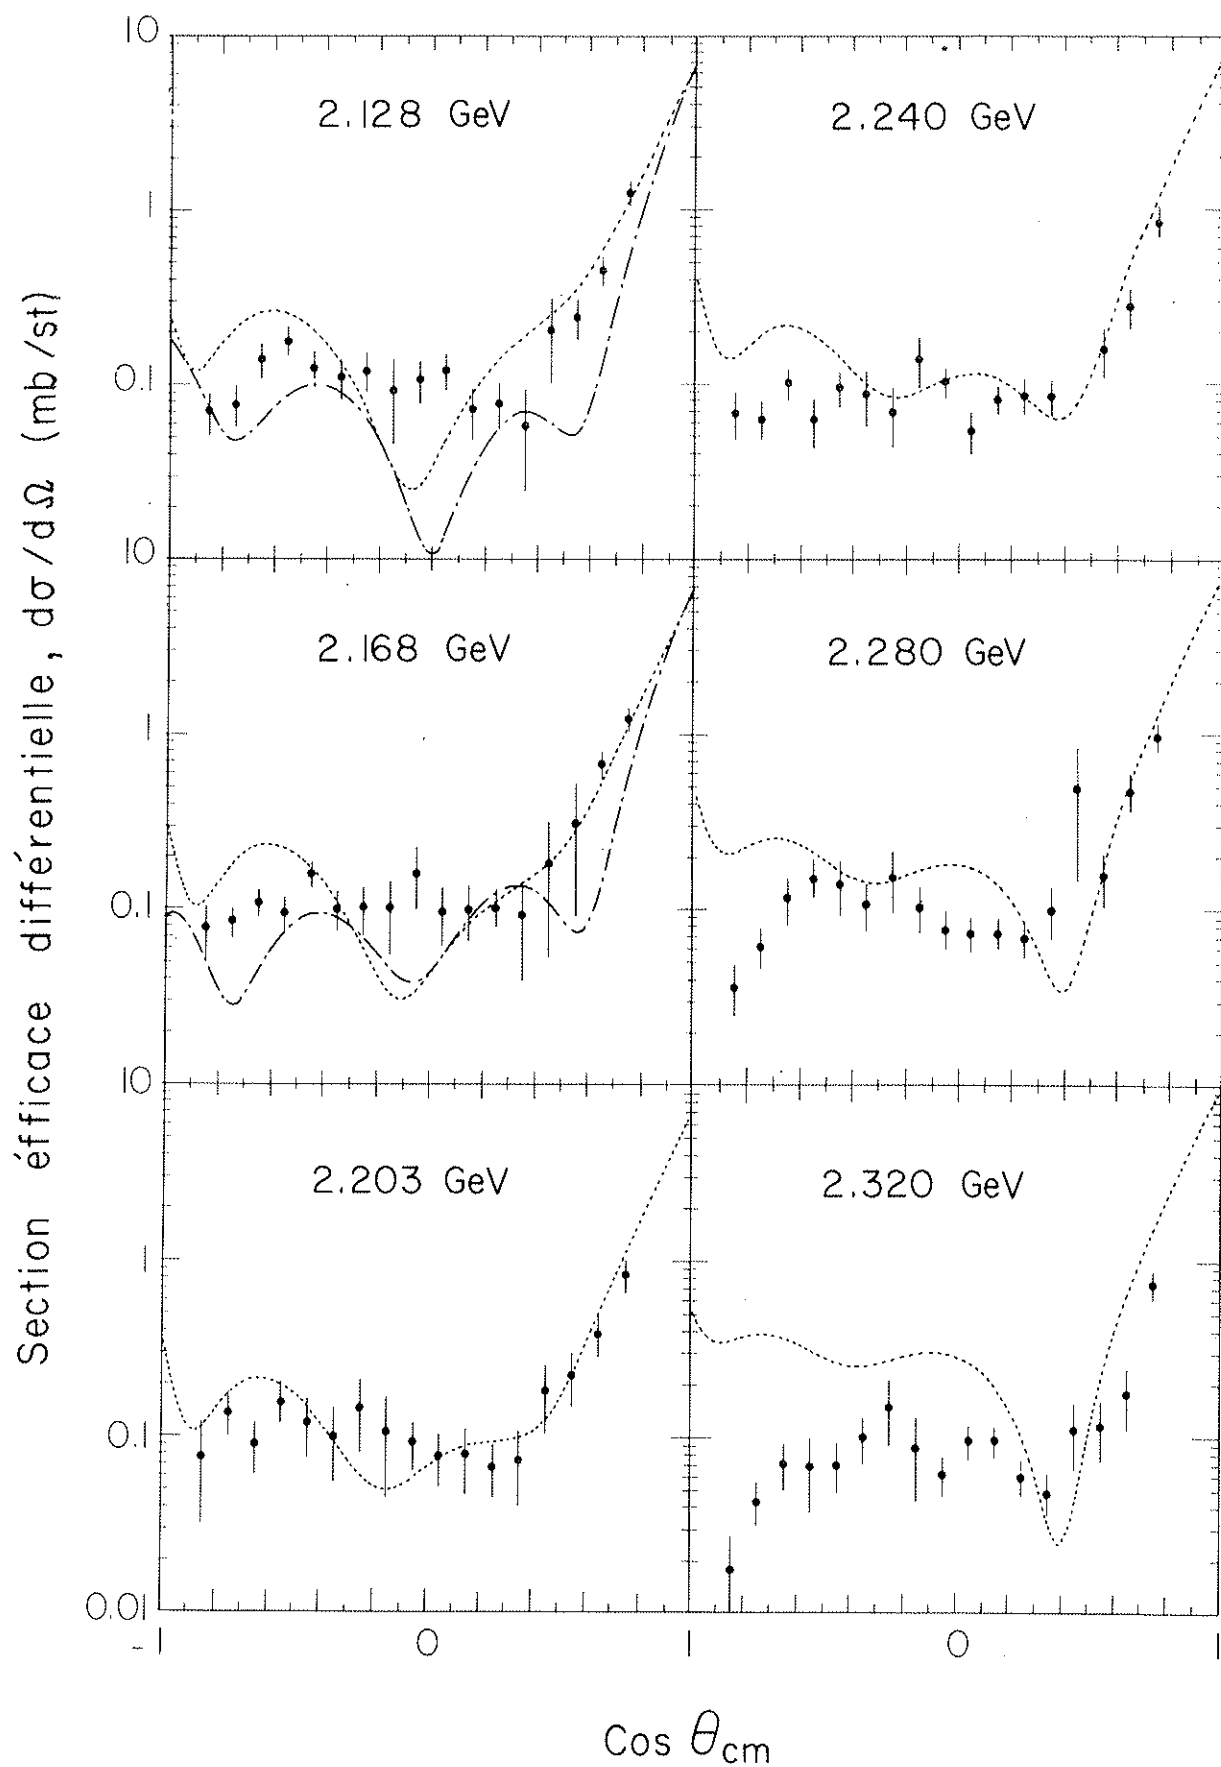 Section éfficace différentielle, dσ/dΩ (mb/st)
10
1
0.1
10
1
0.1
10
1
0.1
0.01
2.128 GeV
2.240 GeV
2.168 GeV
2.280 GeV
2.203 GeV
2.320 GeV
-1
0
1
0
1
Cos θcm